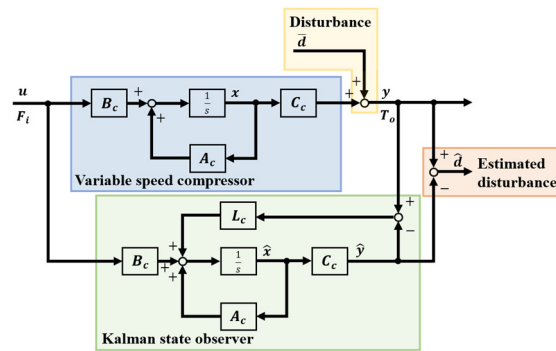 Disturbance
d̅
u
F_i
B_c
+
+
1/s
x
C_c
+
+
y
T_o
A_c
Variable speed compressor
+
−
d̂
Estimated
disturbance
L_c
+
−
B_c
+
+
+
1/s
x̂
C_c
ŷ
A_c
Kalman state observer